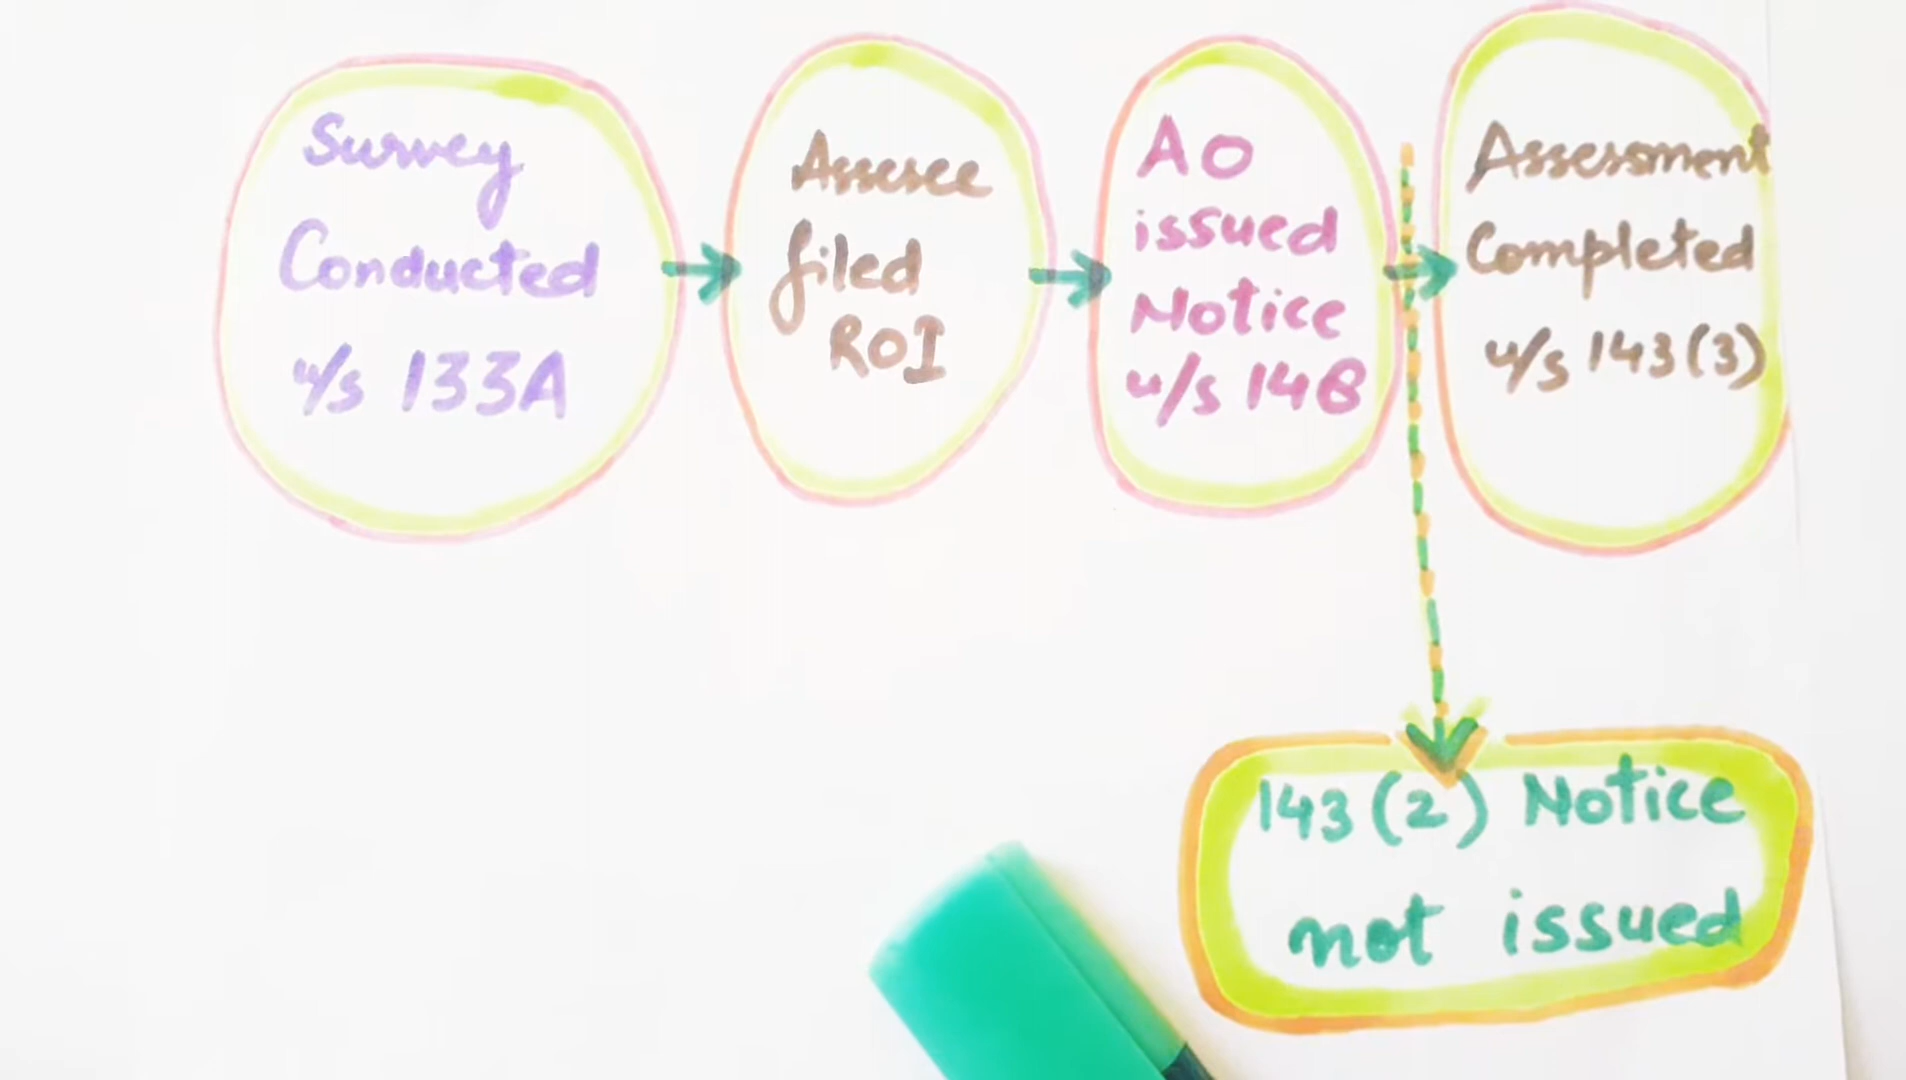 Survey
Conducted
u/s 133A
Assesee
filed
ROI
AO
issued
Notice
u/s 148
Assessment
Completed
u/s 143(3)
143(2) Notice
not issued